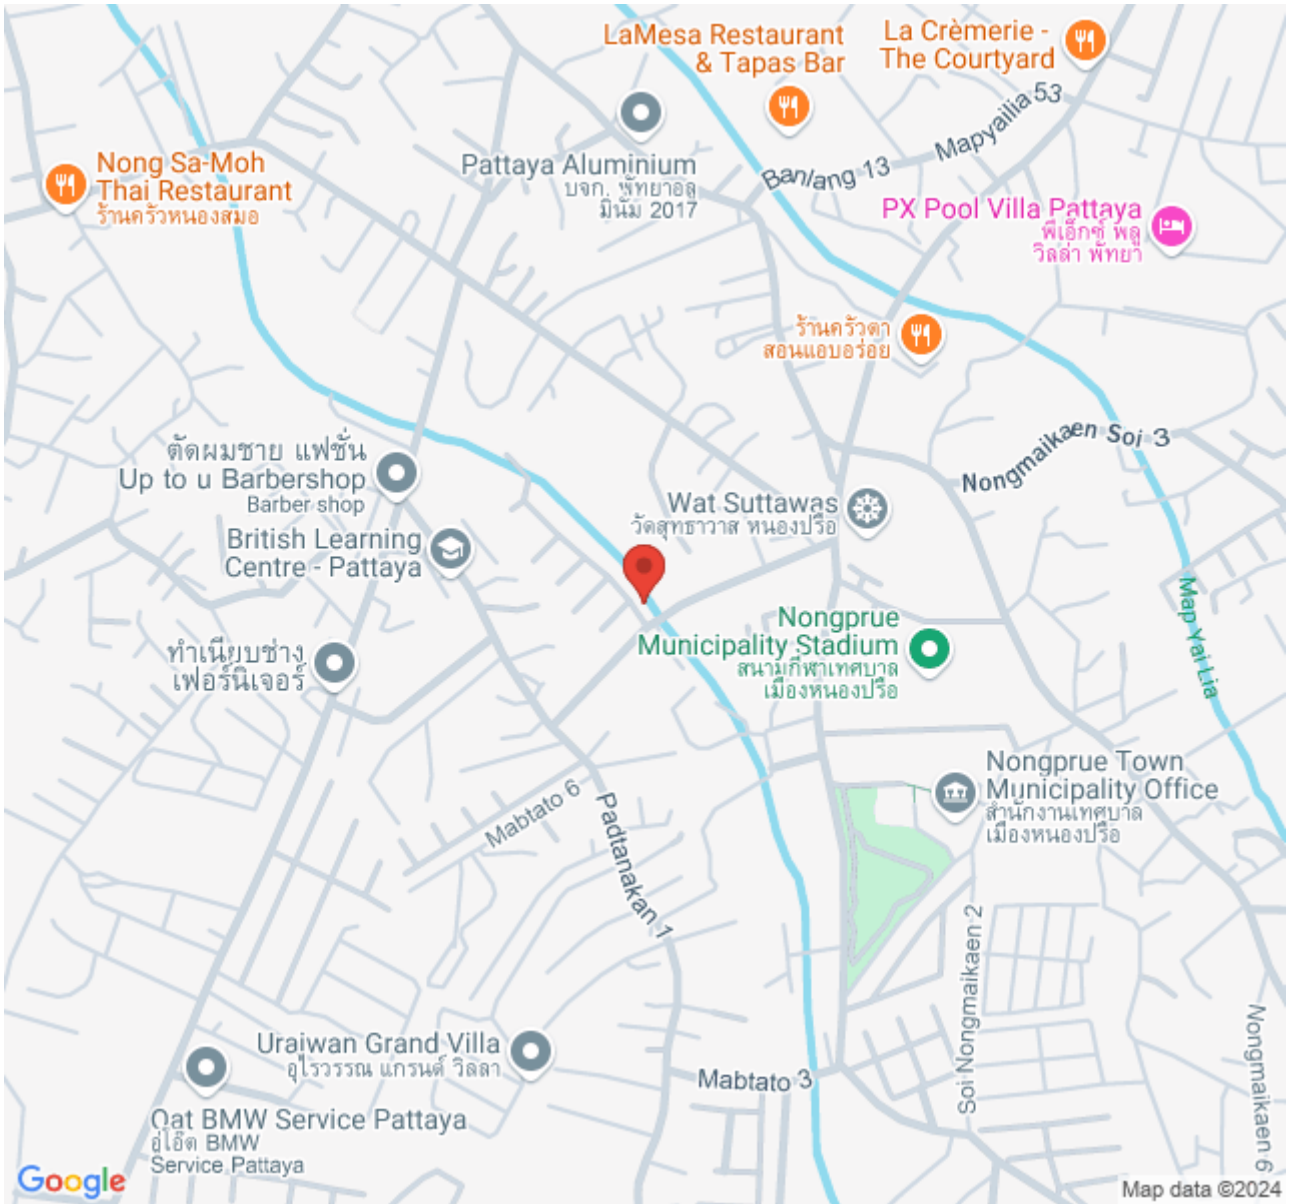 LaMesa Restaurant
& Tapas Bar
La Crèmerie -
The Courtyard
Mapyailia 53
Pattaya Aluminium
บจก. พัทยาอลู
มินั่ม 2017
Banlang 13
Nong Sa-Moh
Thai Restaurant
ร้านครัวหนองสมอ
PX Pool Villa Pattaya
พีเอ็กซ์ พลู
วิลล่า พัทยา
ร้านครัวตา
สอนแอบอร่อย
Nongmaikaen Soi 3
ตัดผมชาย แฟชั่น
Up to u Barbershop
Barber shop
Wat Suttawas
วัดสุทธาวาส หนองปรือ
British Learning
Centre - Pattaya
Map Yai Lia
Nongprue
Municipality Stadium
สนามกีฬาเทศบาล
เมืองหนองปรือ
ทำเนียบช่าง
เฟอร์นิเจอร์
Nongprue Town
Municipality Office
สำนักงานเทศบาล
เมืองหนองปรือ
Mabtato 6
Padtanakan 1
Soi Nongmaikaen 2
Nongmaikaen 6
Uraiwan Grand Villa
อุไรวรรณ แกรนด์ วิลลา
Mabtato 3
Oat BMW Service Pattaya
อู่โอ๊ต BMW
Service Pattaya
Google
Map data ©2024